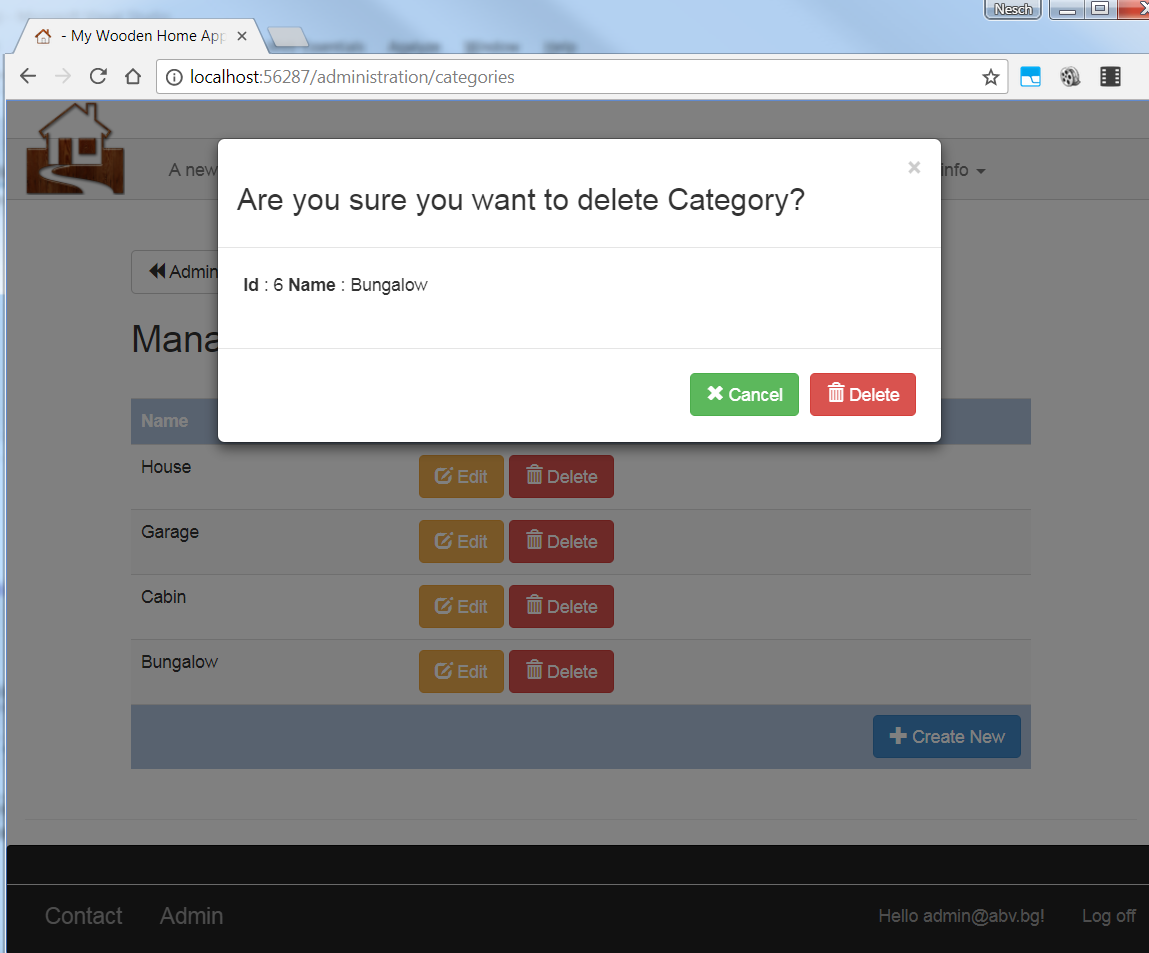 Nesch
- My Wooden Home App
localhost:56287/administration/categories
A new
info
Are you sure you want to delete Category?
Admin
Id : 6 Name : Bungalow
Mana
Cancel Delete
Name
House Edit Delete
Garage Edit Delete
Cabin Edit Delete
Bungalow Edit Delete
Create New
Contact Admin Hello admin@abv.bg! Log off